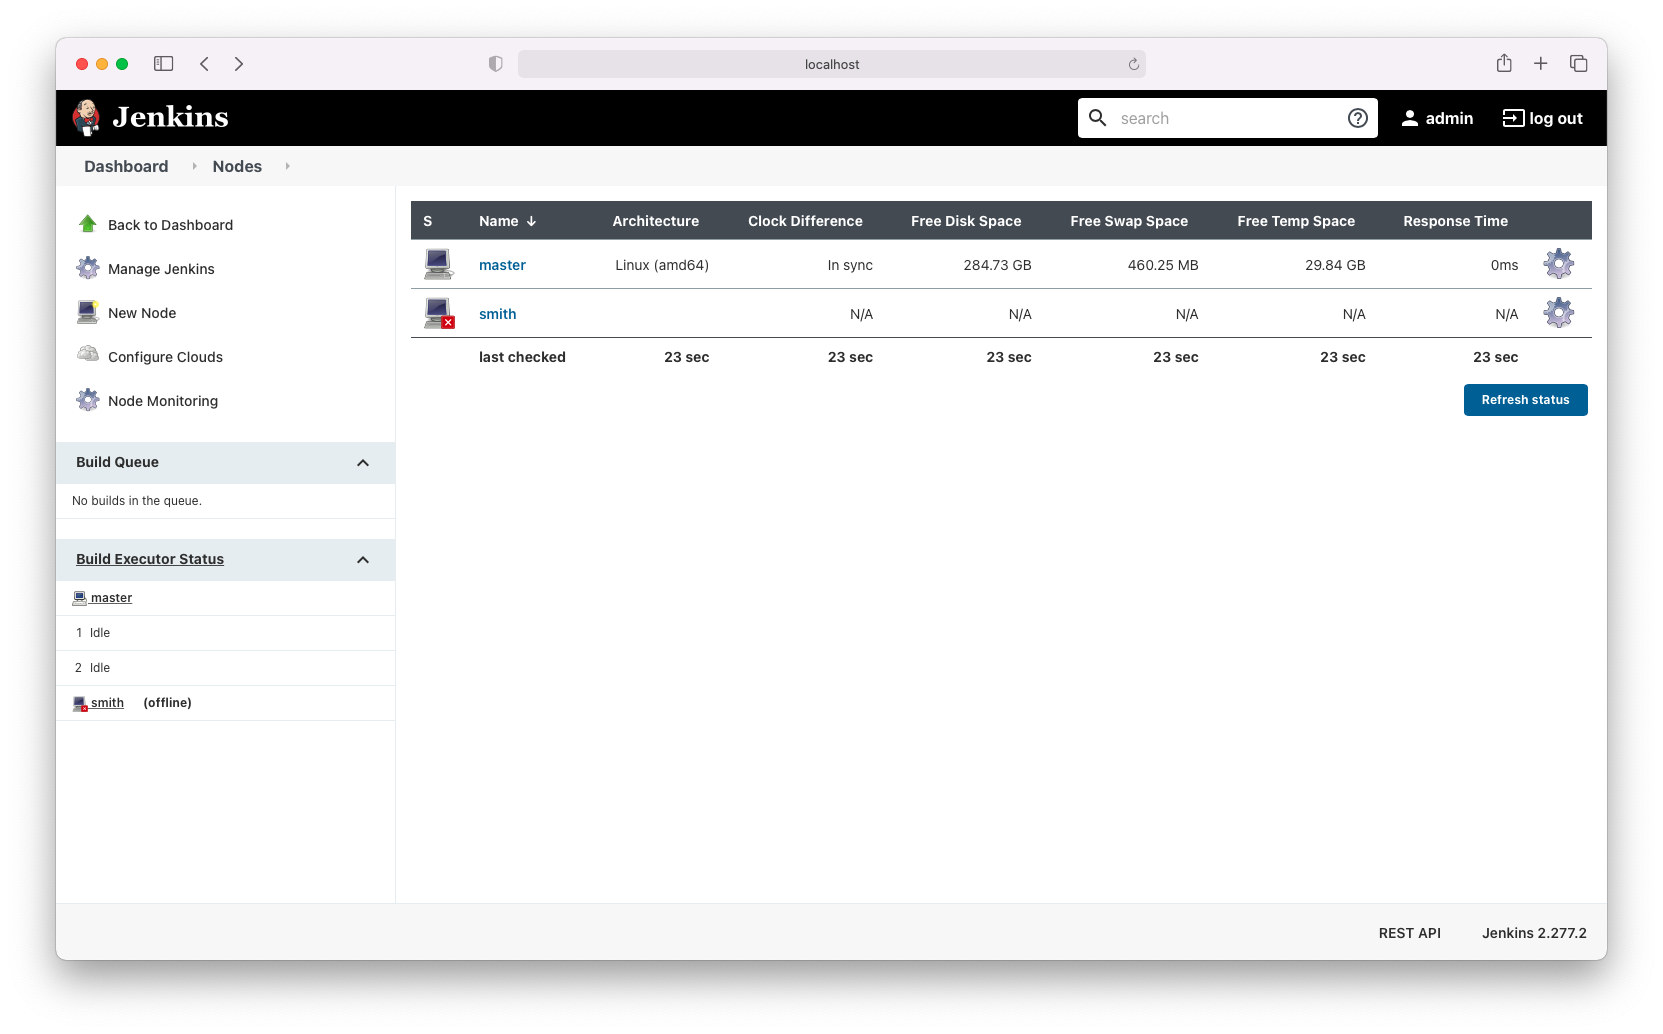 localhost
Jenkins
search
admin
log out
Dashboard
Nodes
Back to Dashboard
Manage Jenkins
New Node
Configure Clouds
Node Monitoring
Build Queue
No builds in the queue.
Build Executor Status
master
1 Idle
2 Idle
smith (offline)
S Name ↓ Architecture Clock Difference Free Disk Space Free Swap Space Free Temp Space Response Time
master Linux (amd64) In sync 284.73 GB 460.25 MB 29.84 GB 0ms
smith N/A N/A N/A N/A N/A
last checked 23 sec 23 sec 23 sec 23 sec 23 sec 23 sec
Refresh status
REST API
Jenkins 2.277.2